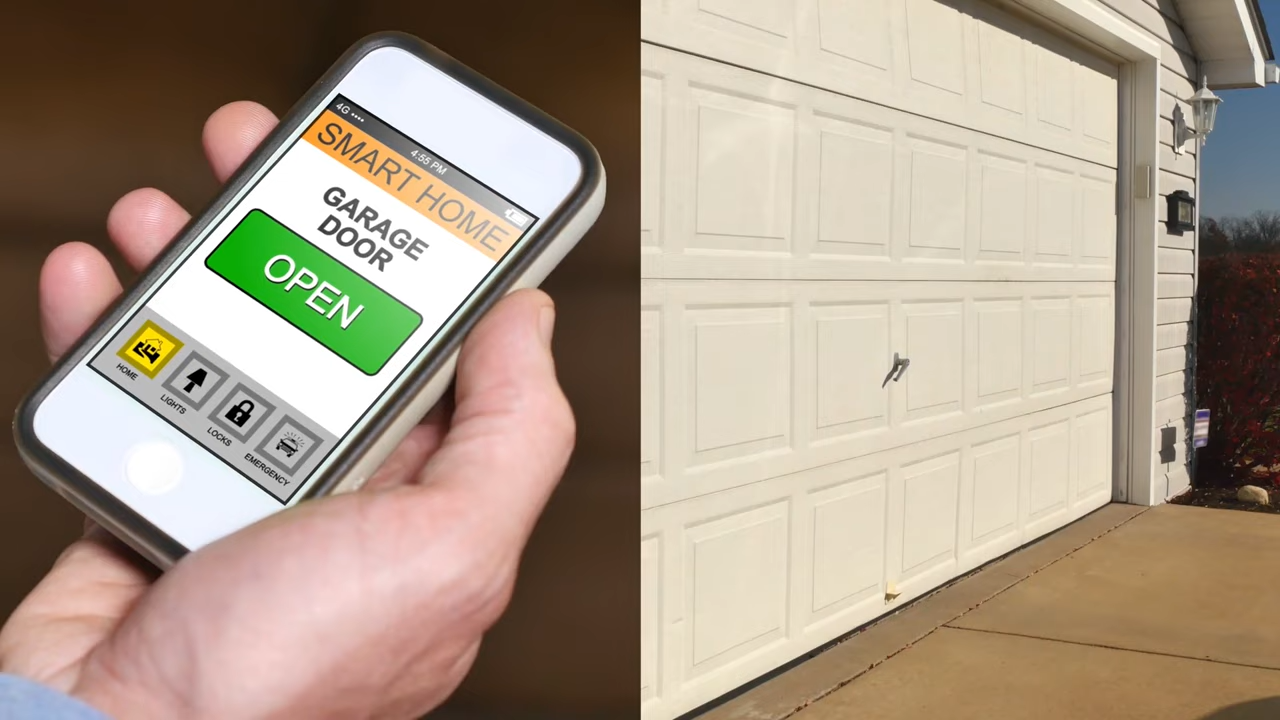 4G
4:55 PM
SMART HOME
GARAGE
DOOR
OPEN
HOME
LIGHTS
LOCKS
EMERGENCY